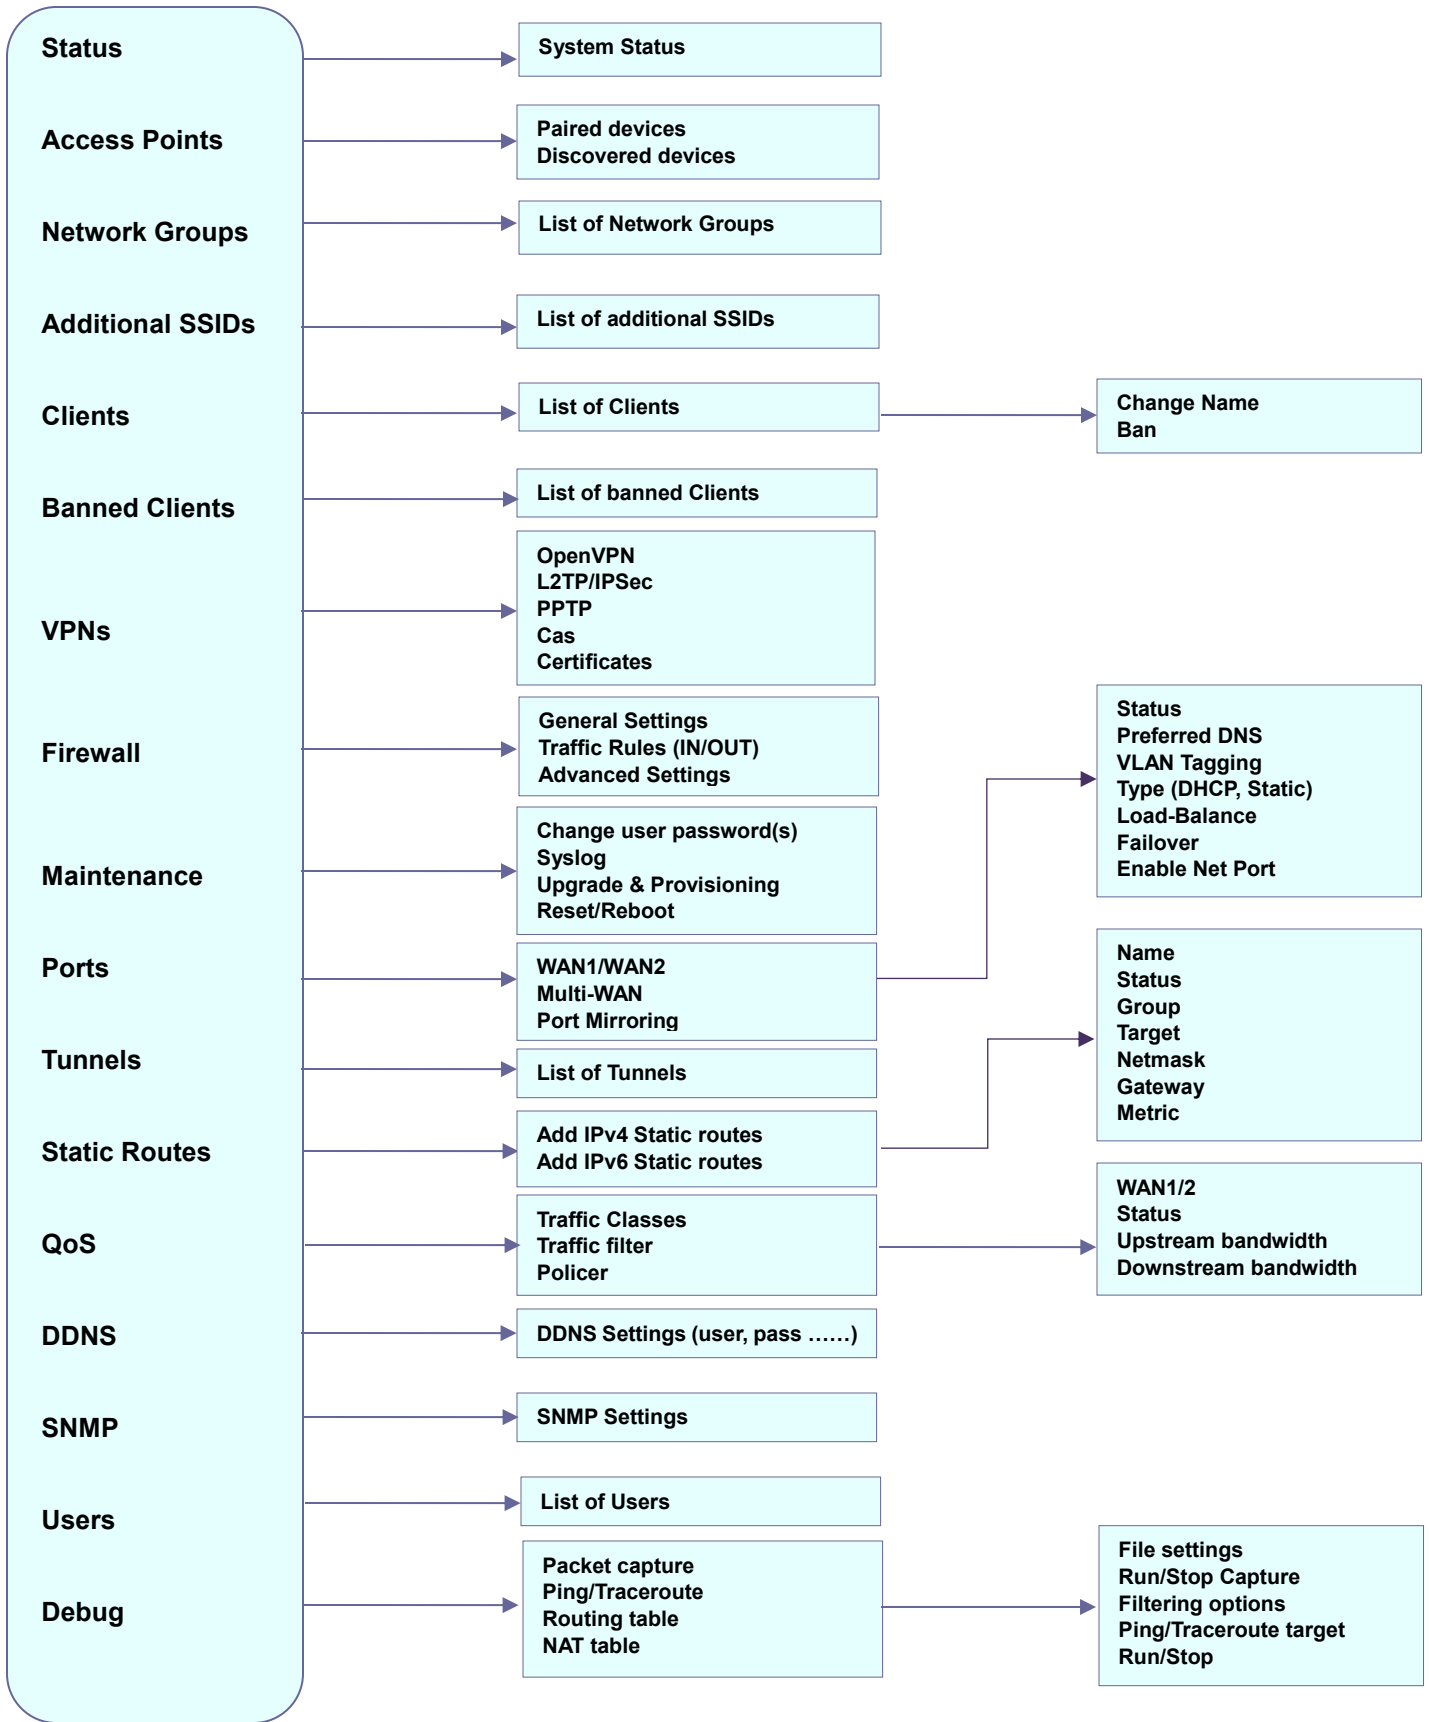 Status
System Status
Access Points
Paired devices
Discovered devices
Network Groups
List of Network Groups
Additional SSIDs
List of additional SSIDs
Clients
List of Clients
Change Name
Ban
Banned Clients
List of banned Clients
VPNs
OpenVPN
L2TP/IPSec
PPTP
Cas
Certificates
Firewall
General Settings
Traffic Rules (IN/OUT)
Advanced Settings
Maintenance
Change user password(s)
Syslog
Upgrade & Provisioning
Reset/Reboot
Ports
WAN1/WAN2
Multi-WAN
Port Mirroring
Status
Preferred DNS
VLAN Tagging
Type (DHCP, Static)
Load-Balance
Failover
Enable Net Port
Tunnels
List of Tunnels
Static Routes
Add IPv4 Static routes
Add IPv6 Static routes
Name
Status
Group
Target
Netmask
Gateway
Metric
QoS
Traffic Classes
Traffic filter
Policer
WAN1/2
Status
Upstream bandwidth
Downstream bandwidth
DDNS
DDNS Settings (user, pass ……)
SNMP
SNMP Settings
Users
List of Users
Debug
Packet capture
Ping/Traceroute
Routing table
NAT table
File settings
Run/Stop Capture
Filtering options
Ping/Traceroute target
Run/Stop